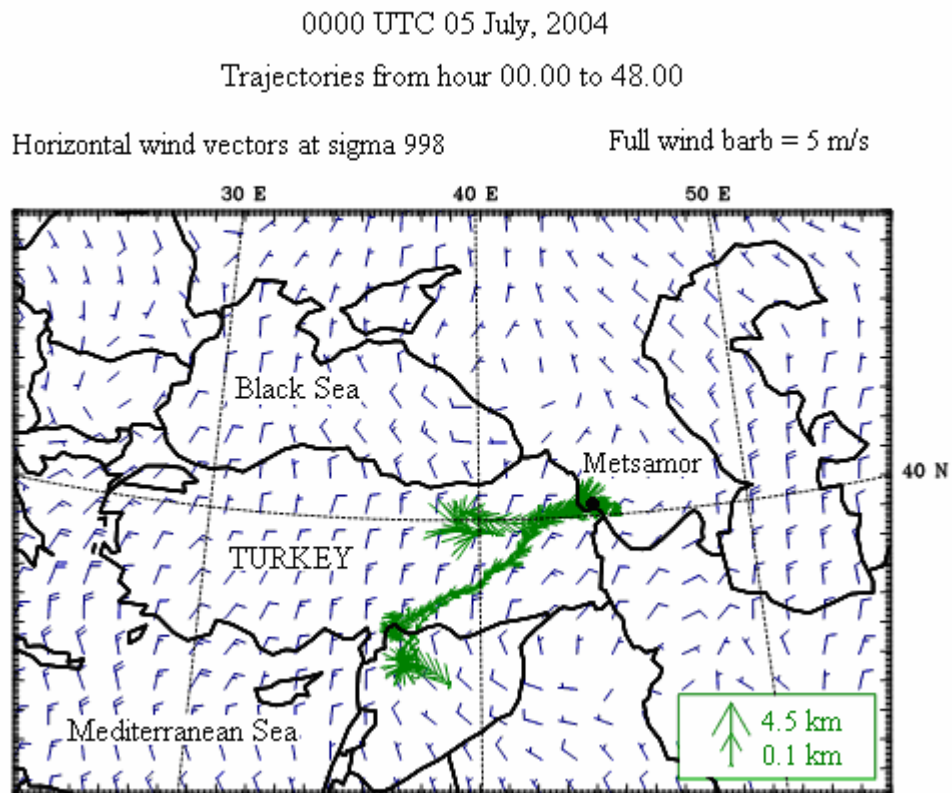 0000 UTC 05 July, 2004
Trajectories from hour 00.00 to 48.00
Horizontal wind vectors at sigma 998
Full wind barb = 5 m/s
30 E
40 E
50 E
Black Sea
Metsamor
40 N
TURKEY
Mediterranean Sea
4.5 km
0.1 km